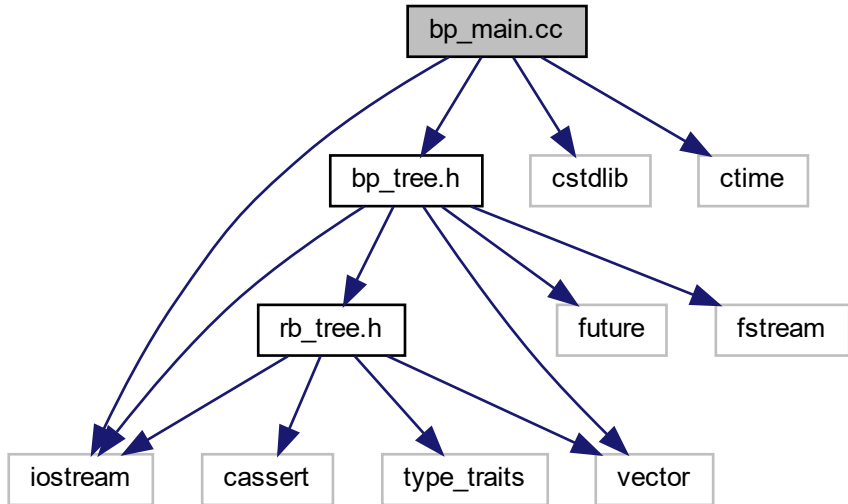 bp_main.cc
bp_tree.h
cstdlib
ctime
rb_tree.h
future
fstream
iostream
cassert
type_traits
vector